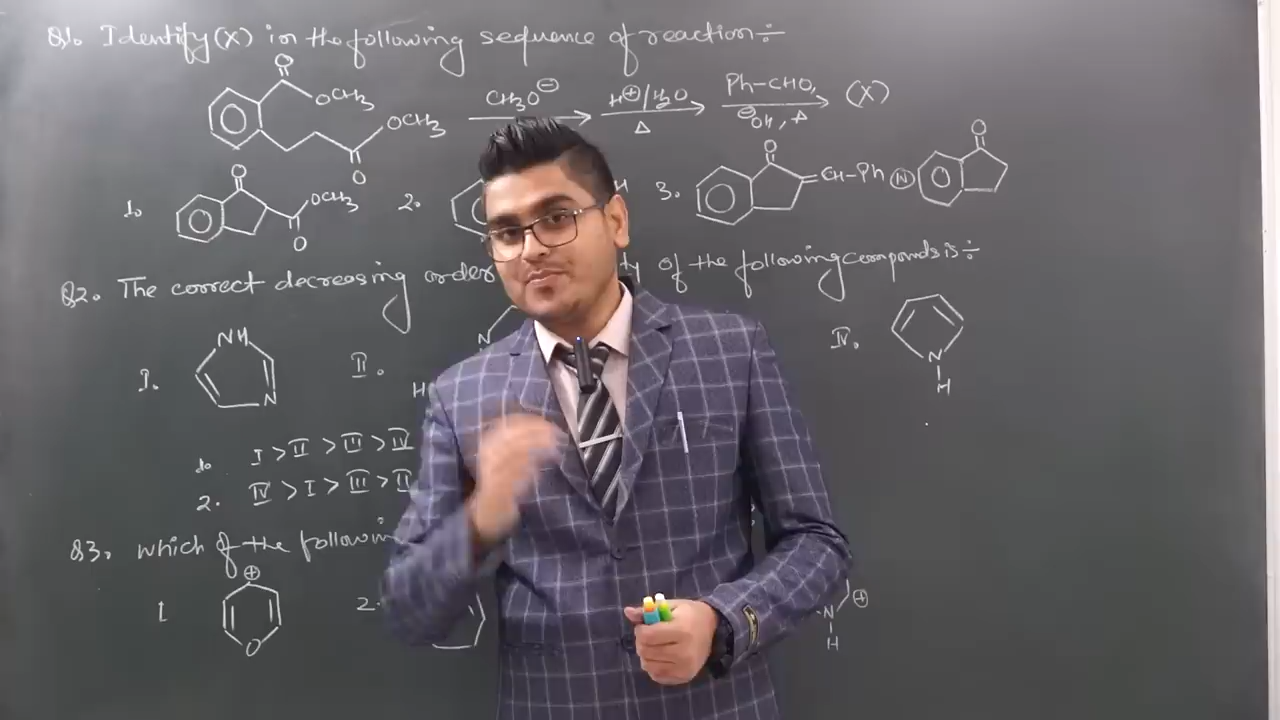 Q1. Identify (X) in the following sequence of reaction÷
O OCH3 OCH3 O CH3O⊖ H⊕/H2O Δ Ph-CHO, ⊖OH, Δ (X)
1. O OCH3 O 2. H 3. O =CH-Ph O
Q2. The correct decreasing order ty of the following compounds is÷
I. NH N II. N H IV. N H
1. I > II > III > IV
2. IV > I > III > II
Q3. which of the followin
1 ⊕ O 2. N H ⊕